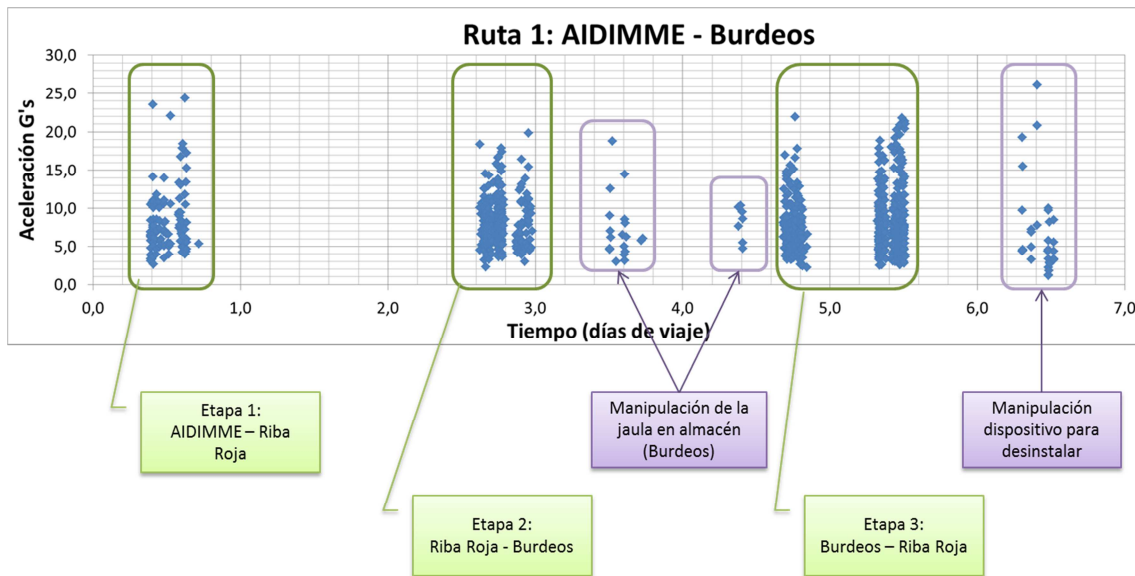 Ruta 1: AIDIMME - Burdeos
Aceleración G's
30,0
25,0
20,0
15,0
10,0
5,0
0,0
0,0
1,0
2,0
3,0
4,0
5,0
6,0
7,0
Tiempo (días de viaje)
Etapa 1:
AIDIMME – Riba
Roja
Manipulación de la
jaula en almacén
(Burdeos)
Manipulación
dispositivo para
desinstalar
Etapa 2:
Riba Roja - Burdeos
Etapa 3:
Burdeos – Riba Roja